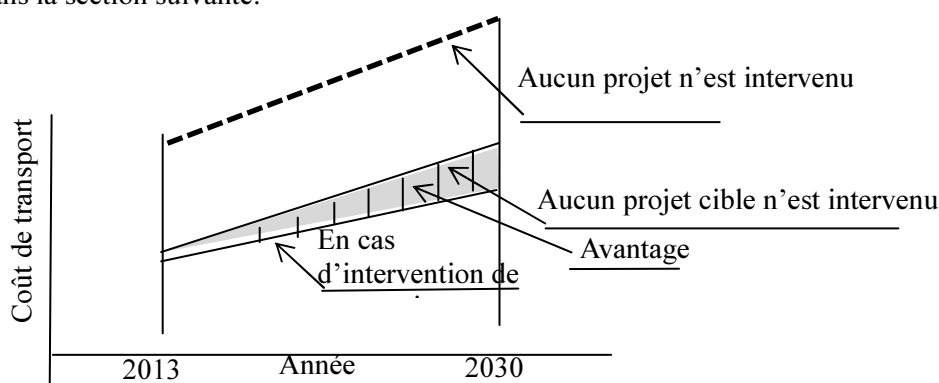 la section suivante.
Aucun projet n'est intervenu
Coût de transport
Aucun projet cible n'est intervenu
En cas
Avantage
d'intervention de
2013
Année
2030